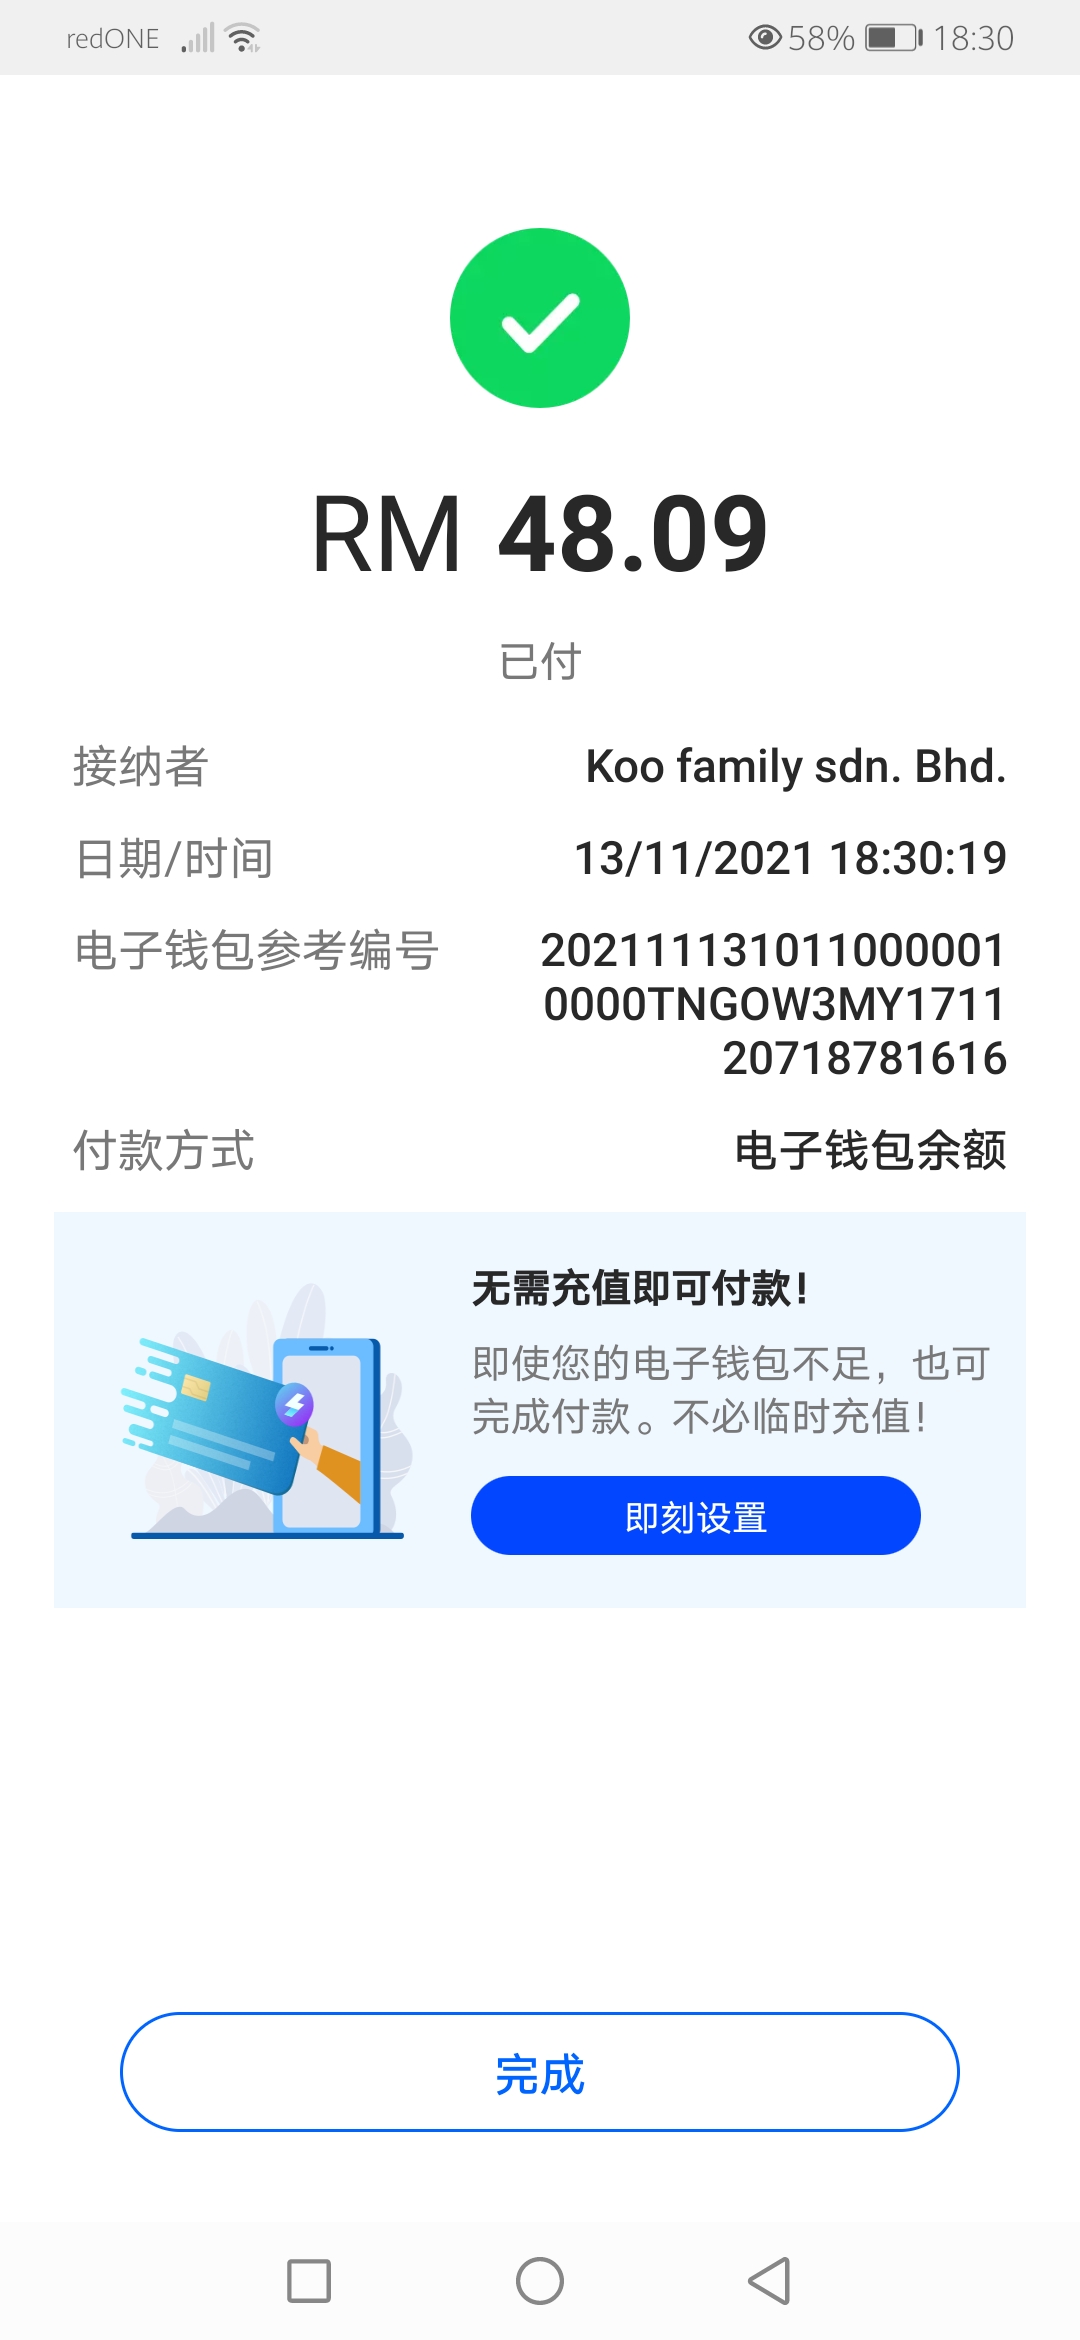 redONE 58% 18:30
RM 48.09
已付
接纳者 Koo family sdn. Bhd.
日期/时间 13/11/2021 18:30:19
电子钱包参考编号 202111131011000001
0000TNGOW3MY1711
20718781616
付款方式 电子钱包余额
无需充值即可付款!
即使您的电子钱包不足，也可
完成付款。不必临时充值!
即刻设置
完成